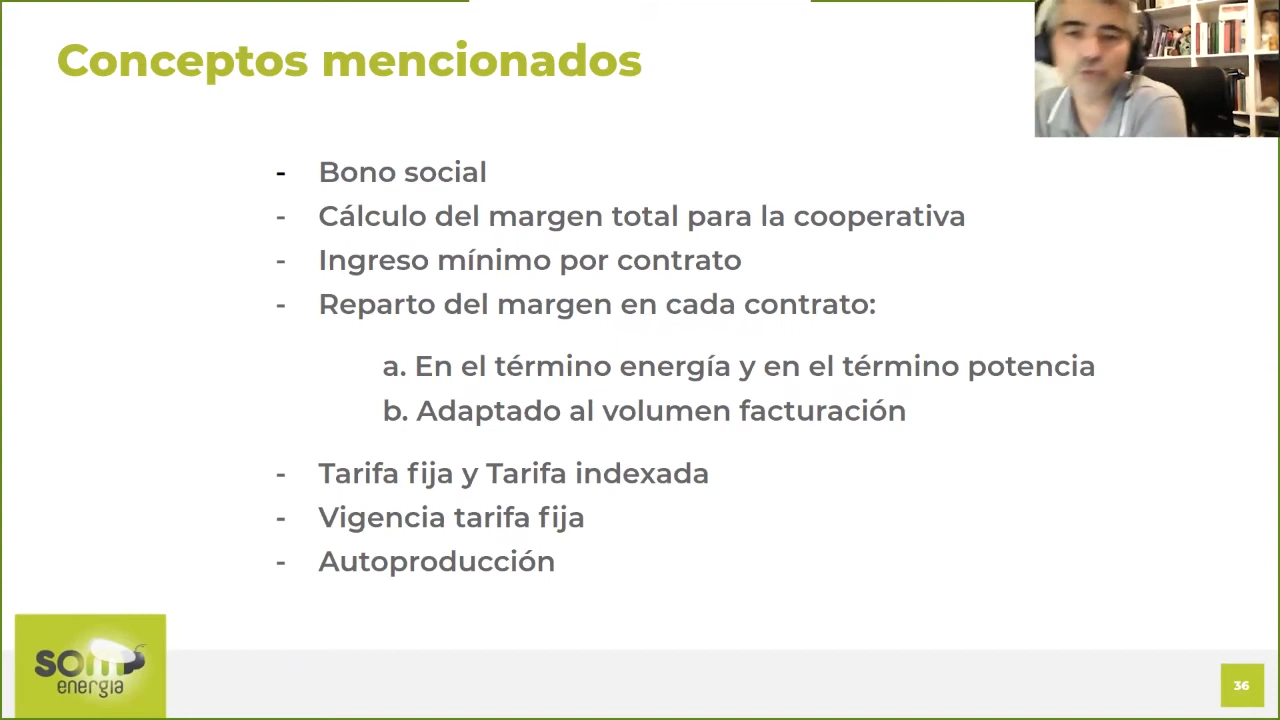 Conceptos mencionados
- Bono social
- Cálculo del margen total para la cooperativa
- Ingreso mínimo por contrato
- Reparto del margen en cada contrato:
a. En el término energía y en el término potencia
b. Adaptado al volumen facturación
- Tarifa fija y Tarifa indexada
- Vigencia tarifa fija
- Autoproducción
som
energia
36